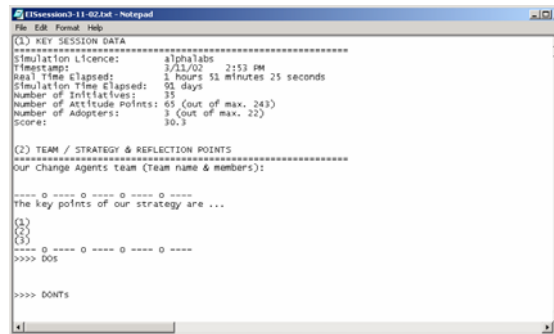 EISsession3-11-02.txt - Notepad
File Edit Format Help
(1) KEY SESSION DATA
================================================================
Simulation Licence: alphalabs
Timestamp: 3/11/02 2:53 PM
Real Time Elapsed: 1 hours 51 minutes 25 seconds
Simulation Time Elapsed: 91 days
Number of Initiatives: 35
Number of Attitude Points: 65 (out of max. 243)
Number of Adopters: 3 (out of max. 22)
Score: 30.3
(2) TEAM / STRATEGY & REFLECTION POINTS
================================================================
Our Change Agents team (Team name & members):
---- o ---- o ---- o ---- o ----
The key points of our strategy are ...
(1)
(2)
(3)
---- o ---- o ---- o ---- o ----
>>>> DOs
>>>> DONTs